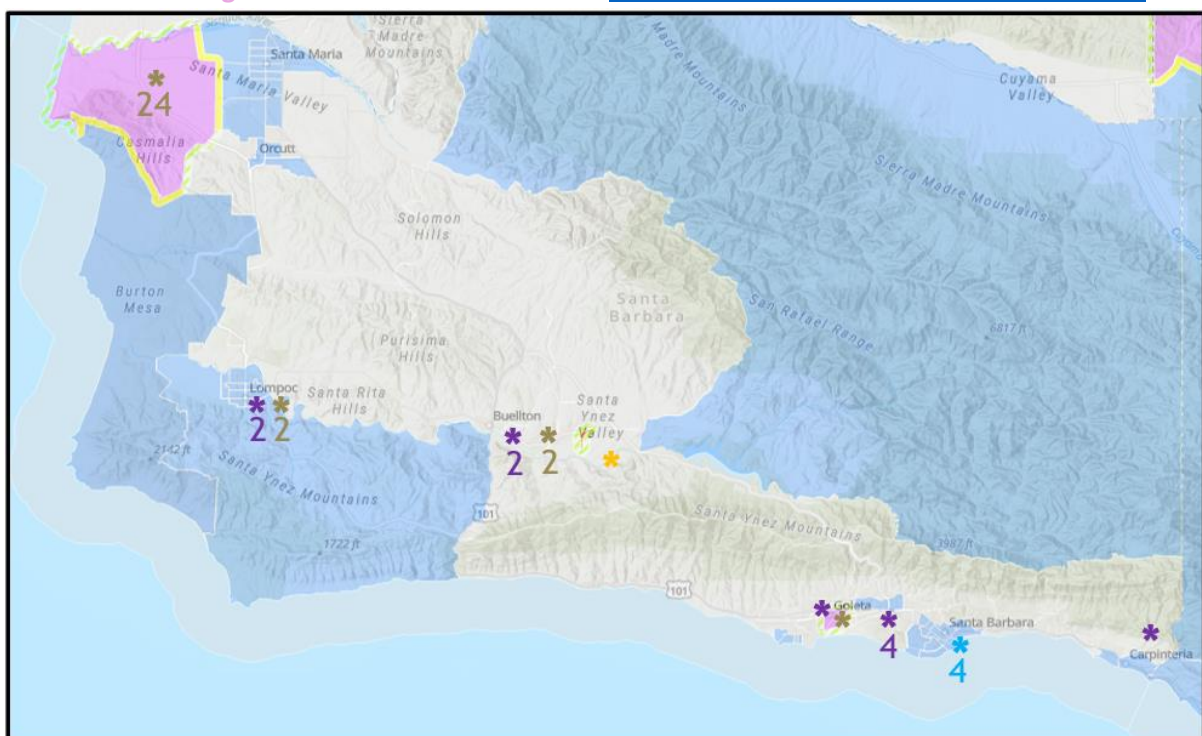 Sierra
Madre
Mountains
Santa Maria
Santa Maria Valley
Madre Mountains
Cuyama
Valley
*
24
Casmalia
Hills
Orcutt
Sierra Madre Mountains
Solomon
Hills
Burton
Mesa
Santa
Barbara
San Rafael Range
6817 ft
Purisima
Hills
Lompoc
Santa Rita
Hills
* *
2 2
Buellton
Santa
Ynez
Valley
* *
2 2
*
2142 ft
Santa Ynez Mountains
101
Santa Ynez Mountains
1722 ft
3987 ft
101
* Goleta
* *
4
Santa Barbara
*
4
*
Carpinteria